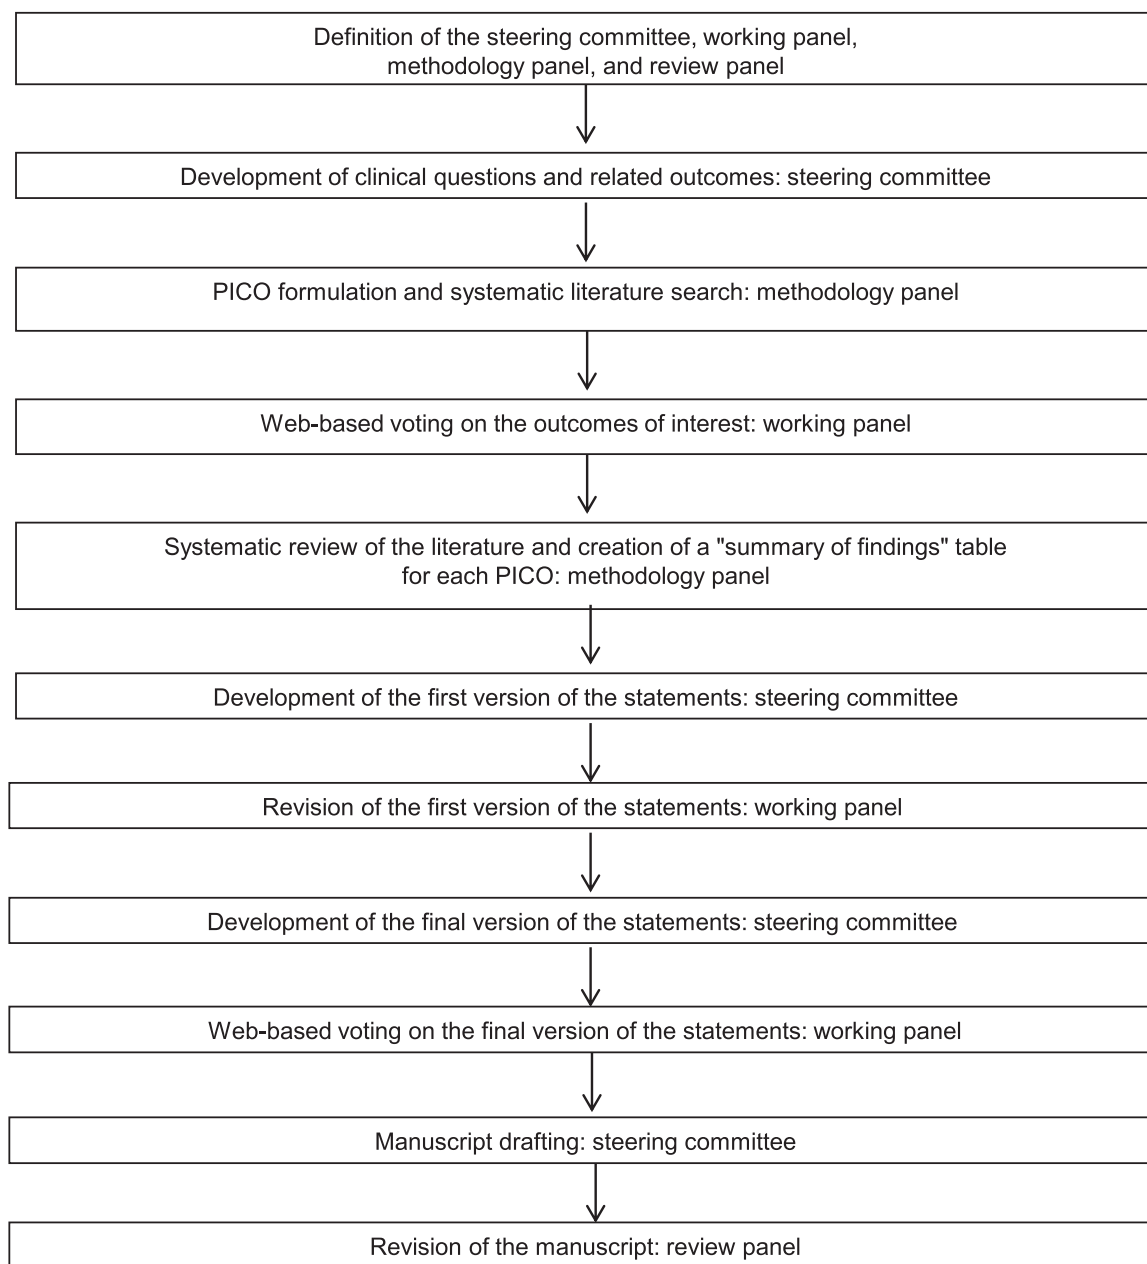 Definition of the steering committee, working panel,
methodology panel, and review panel
Development of clinical questions and related outcomes: steering committee
PICO formulation and systematic literature search: methodology panel
Web-based voting on the outcomes of interest: working panel
Systematic review of the literature and creation of a "summary of findings" table
for each PICO: methodology panel
Development of the first version of the statements: steering committee
Revision of the first version of the statements: working panel
Development of the final version of the statements: steering committee
Web-based voting on the final version of the statements: working panel
Manuscript drafting: steering committee
Revision of the manuscript: review panel